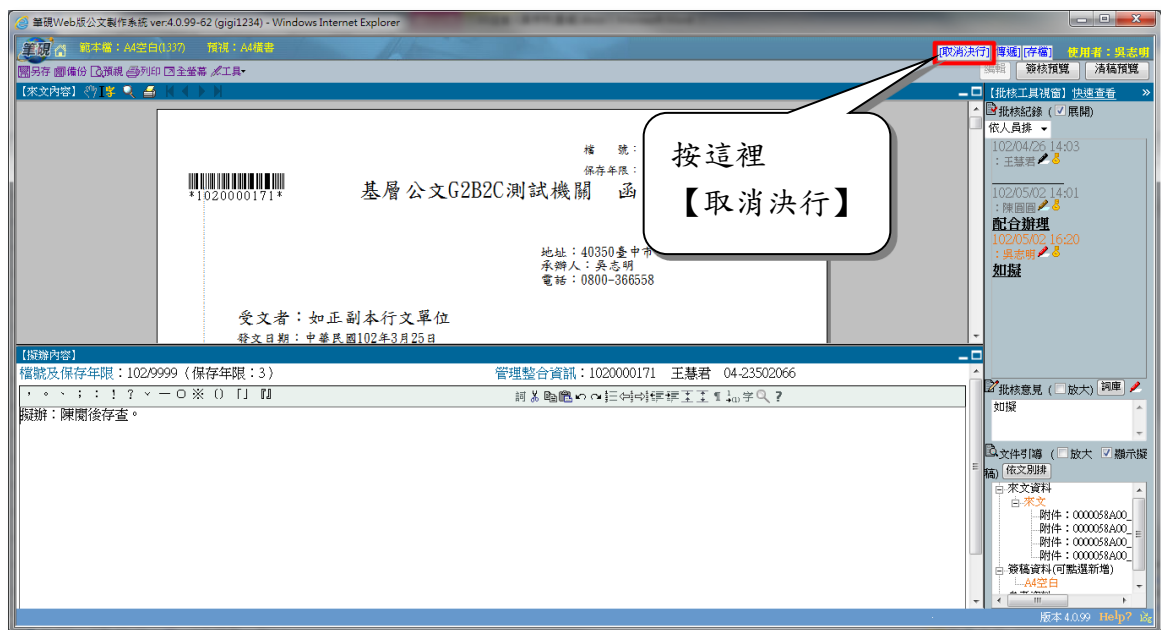 筆硯Web版公文製作系統 ver:4.0.99-62 (gigi1234) - Windows Internet Explorer
筆硯 範本檔：A4空白(1337) 預視：A4橫書
[取消決行] [傳遞] [存檔] 使用者：吳志明
另存 備份 預視 列印 全螢幕 工具
編輯 簽核預覽 清稿預覽
【來文內容】
檔 號：
保存年限：
*1020000171*
基層公文G2B2C測試機關 函
地址：40350臺中市
承辦人：吳志明
電話：0800-366558
受文者：如正副本行文單位
發文日期：中華民國102年3月25日
按這裡
【取消決行】
【批核工具視窗】快速查看 »
批核紀錄 ( 展開)
依人員排
102/04/26 14:03
：王慧君
102/05/02 14:01
：陳圓圓
配合辦理
102/05/02 16:20
：吳志明
如擬
【擬辦內容】
檔號及保存年限：102/9999（保存年限：3）
管理整合資訊：1020000171 王慧君 04-23502066
，。、；：！？ˇ—○※()「」『』
擬辦：陳閱後存查。
批核意見 ( 放大) 詞庫
如擬
文件引導 ( 放大 顯示擬
稿) 依文別排
來文資料
來文
附件：0000058A00_
附件：0000058A00_
附件：0000058A00_
附件：0000058A00_
簽稿資料(可點選新增)
A4空白
版本 4.0.99 Help?